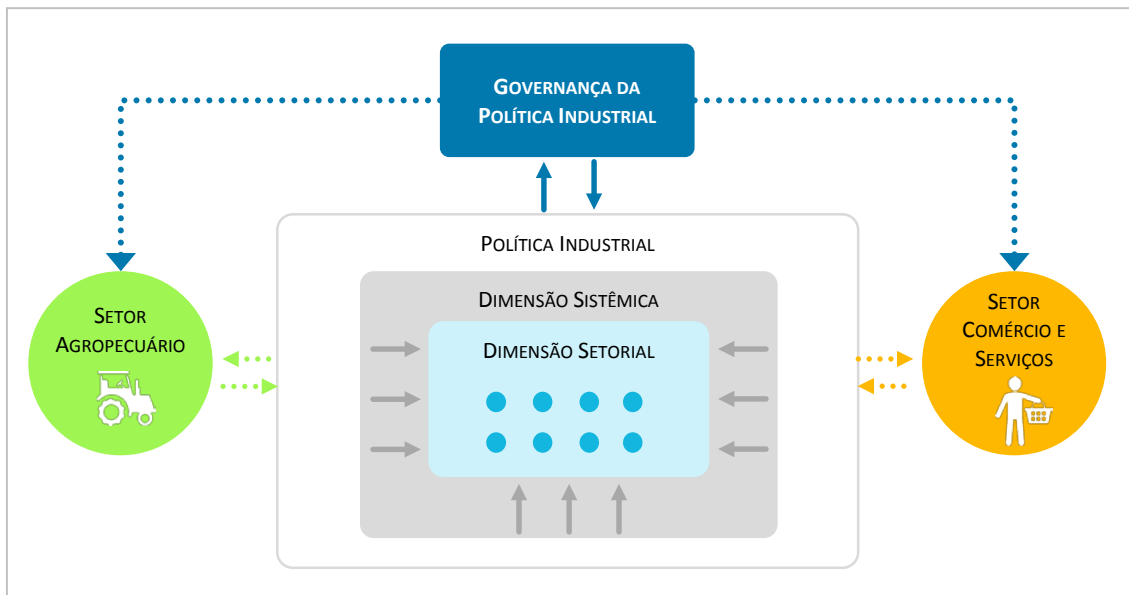 GOVERNANÇA DA
POLÍTICA INDUSTRIAL
POLÍTICA INDUSTRIAL
DIMENSÃO SISTÊMICA
DIMENSÃO SETORIAL
SETOR
AGROPECUÁRIO
SETOR
COMÉRCIO E
SERVIÇOS